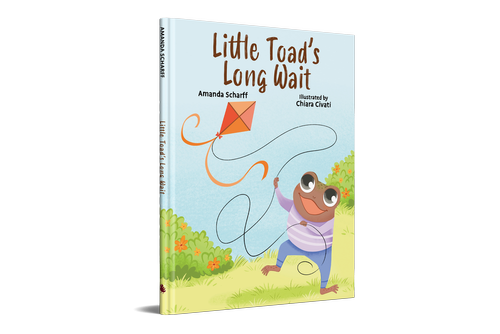 Little Toad's
Long Wait
Amanda Scharff
Illustrated by
Chiara Civati
AMANDA SCHARFF
Little Toad's Long Wait